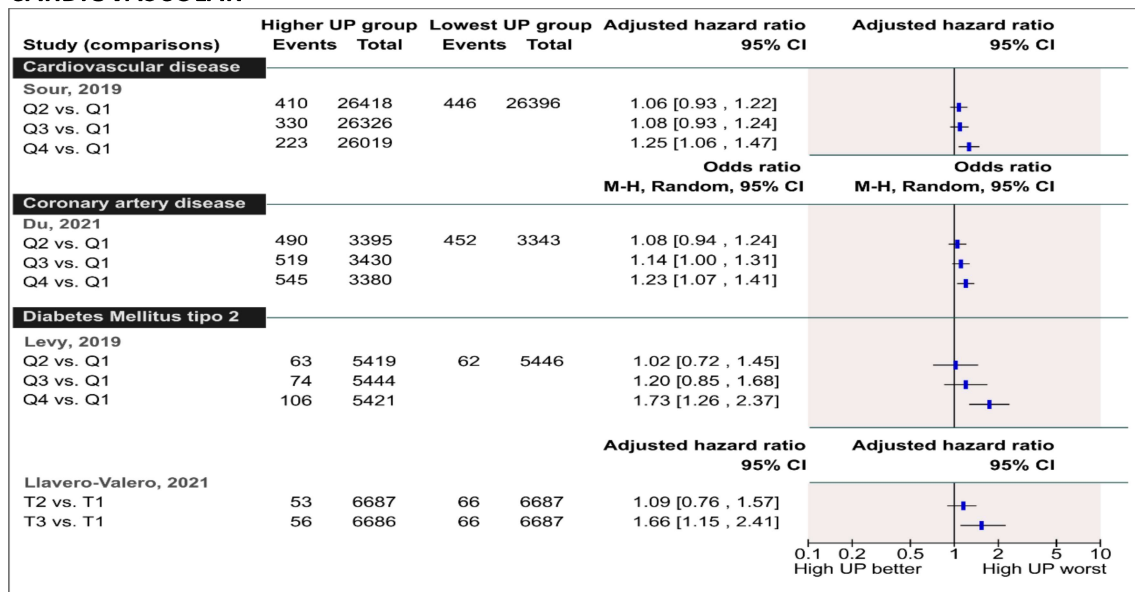 Higher UP group Lowest UP group Adjusted hazard ratio Adjusted hazard ratio
Study (comparisons) Events Total Events Total 95% CI 95% CI
Cardiovascular disease
Sour, 2019
Q2 vs. Q1 410 26418 446 26396 1.06 [0.93 , 1.22]
Q3 vs. Q1 330 26326 1.08 [0.93 , 1.24]
Q4 vs. Q1 223 26019 1.25 [1.06 , 1.47]
Odds ratio Odds ratio
M-H, Random, 95% CI M-H, Random, 95% CI
Coronary artery disease
Du, 2021
Q2 vs. Q1 490 3395 452 3343 1.08 [0.94 , 1.24]
Q3 vs. Q1 519 3430 1.14 [1.00 , 1.31]
Q4 vs. Q1 545 3380 1.23 [1.07 , 1.41]
Diabetes Mellitus tipo 2
Levy, 2019
Q2 vs. Q1 63 5419 62 5446 1.02 [0.72 , 1.45]
Q3 vs. Q1 74 5444 1.20 [0.85 , 1.68]
Q4 vs. Q1 106 5421 1.73 [1.26 , 2.37]
Adjusted hazard ratio Adjusted hazard ratio
95% CI 95% CI
Llavero-Valero, 2021
T2 vs. T1 53 6687 66 6687 1.09 [0.76 , 1.57]
T3 vs. T1 56 6686 66 6687 1.66 [1.15 , 2.41]
0.1 0.2 0.5 1 2 5 10
High UP better High UP worst